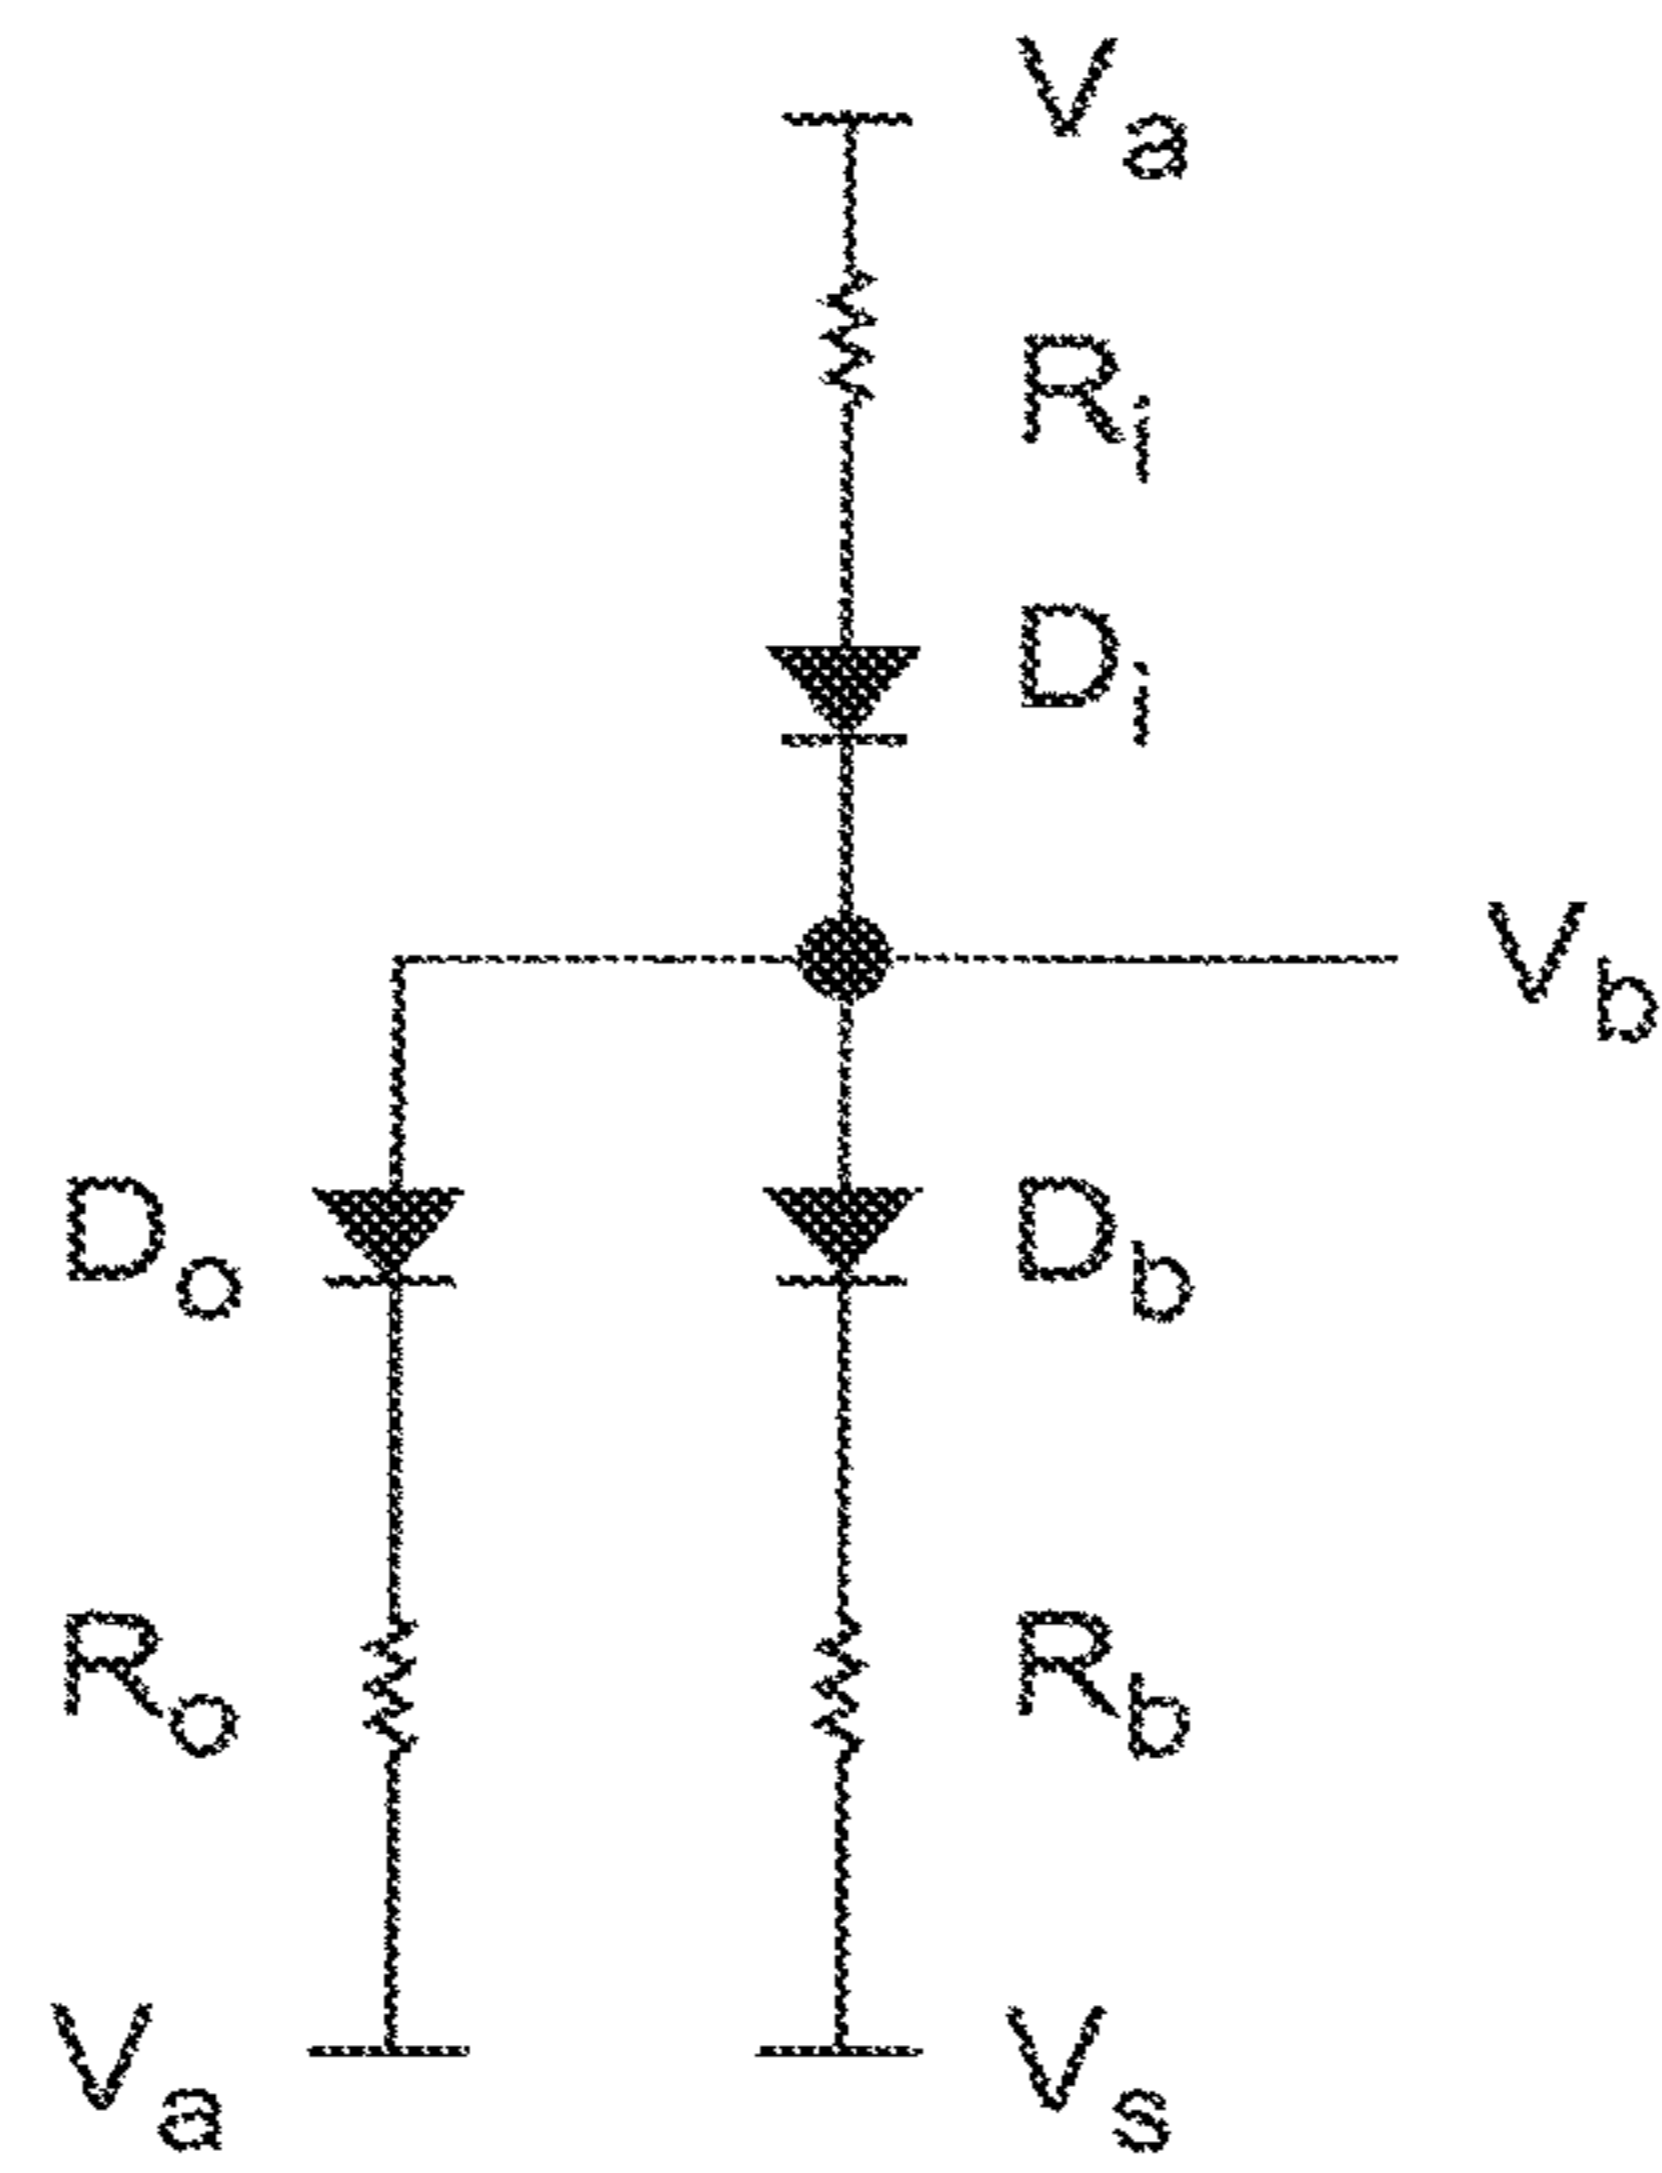 Va
Ri
Di
Vb
Do Db
Ro Rb
Va Vs